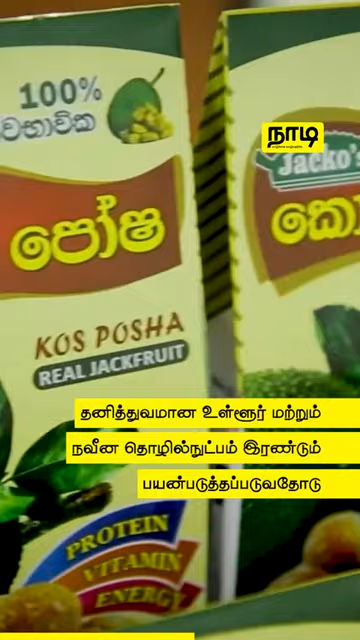 100%
නாடி
Jacko's
පෝෂ
KOS POSHA
REAL JACKFRUIT
தனித்துவமான உள்ளூர் மற்றும்
நவீன தொழில்நுட்பம் இரண்டும்
பயன்படுத்தப்படுவதோடு
PROTEIN
VITAMIN
ENERGY